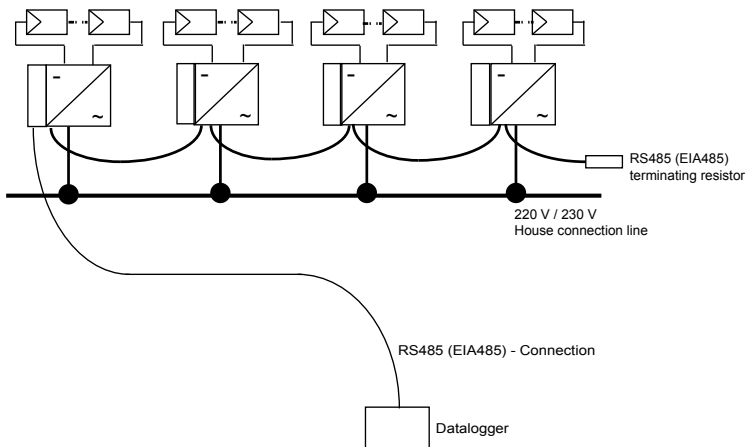 -
~
-
~
-
~
-
~
RS485 (EIA485)
terminating resistor
220 V / 230 V
House connection line
RS485 (EIA485) - Connection
Datalogger